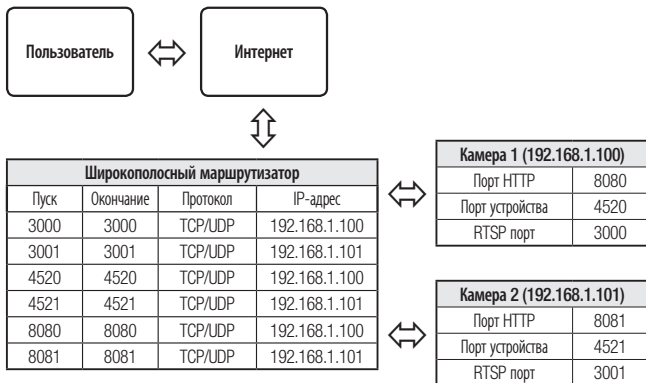 Пользователь
Интернет
Широкополосный маршрутизатор
Пуск Окончание Протокол IP-адрес
3000 3000 TCP/UDP 192.168.1.100
3001 3001 TCP/UDP 192.168.1.101
4520 4520 TCP/UDP 192.168.1.100
4521 4521 TCP/UDP 192.168.1.101
8080 8080 TCP/UDP 192.168.1.100
8081 8081 TCP/UDP 192.168.1.101
Камера 1 (192.168.1.100)
Порт HTTP 8080
Порт устройства 4520
RTSP порт 3000
Камера 2 (192.168.1.101)
Порт HTTP 8081
Порт устройства 4521
RTSP порт 3001